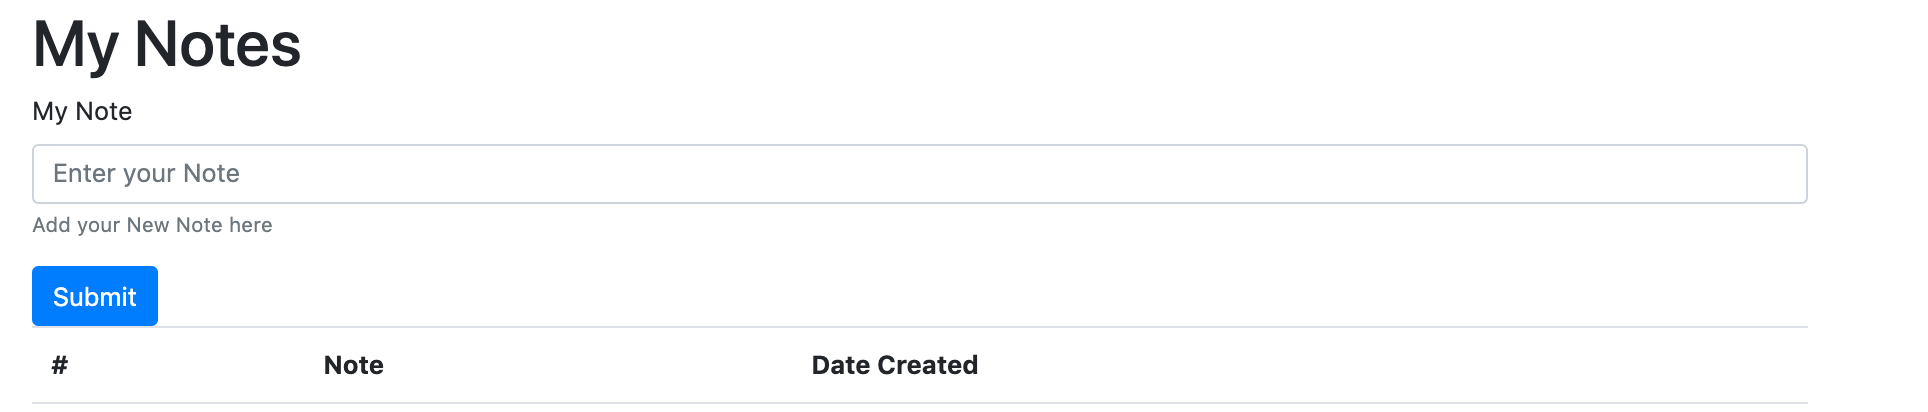 My Notes
My Note
Enter your Note
Add your New Note here
Submit
# Note Date Created